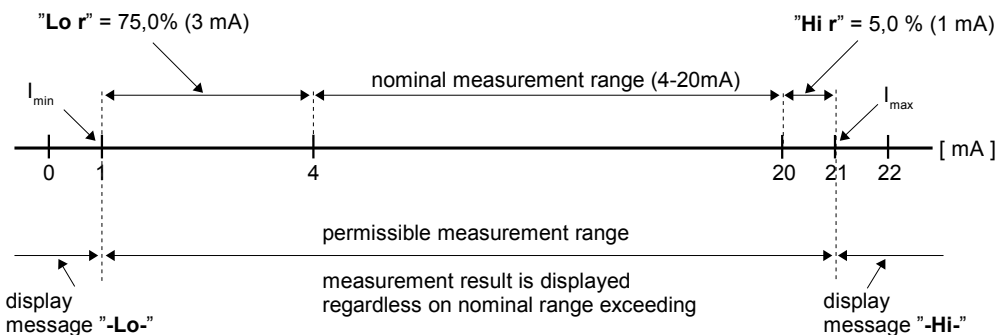 "Lo r" = 75,0% (3 mA)
"Hi r" = 5,0 % (1 mA)
nominal measurement range (4-20mA)
Imin
Imax
0 1 4 20 21 22 [ mA ]
permissible measurement range
measurement result is displayed
regardless on nominal range exceeding
display
message "-Lo-"
display
message "-Hi-"